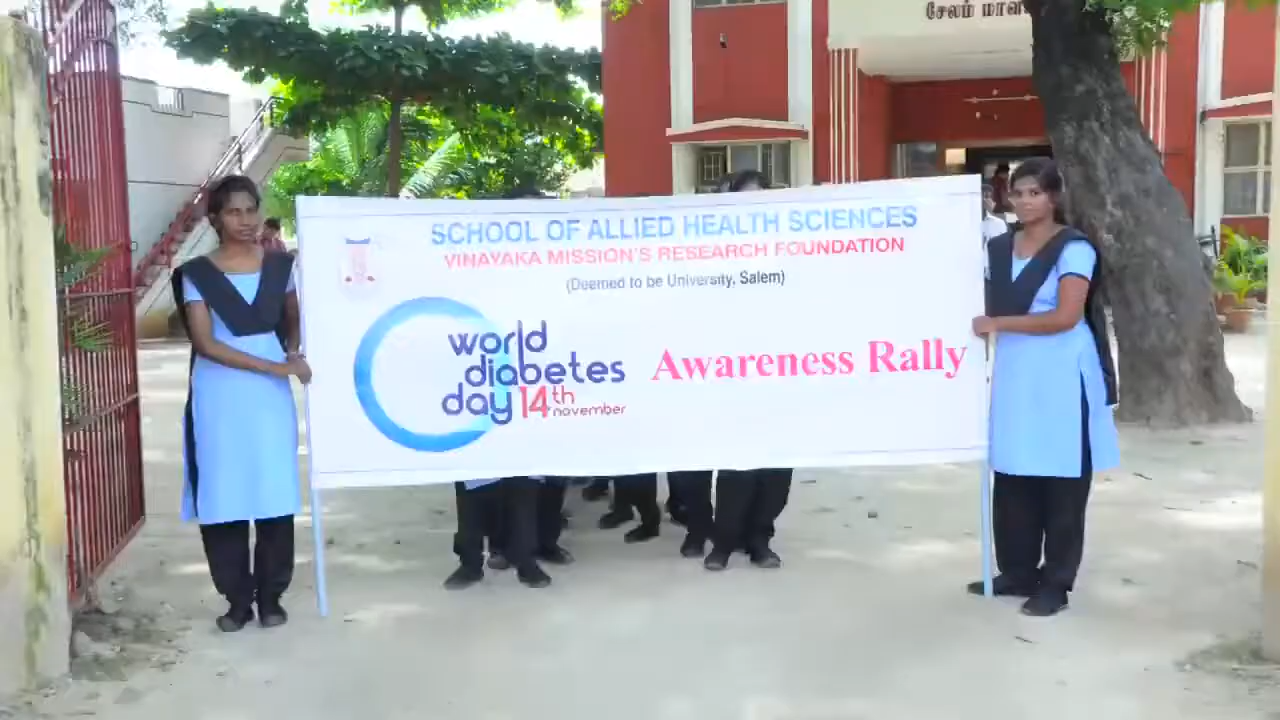 சேலம்
SCHOOL OF ALLIED HEALTH SCIENCES
VINAYAKA MISSION'S RESEARCH FOUNDATION
(Deemed to be University, Salem)
world
diabetes
day 14th
november
Awareness Rally